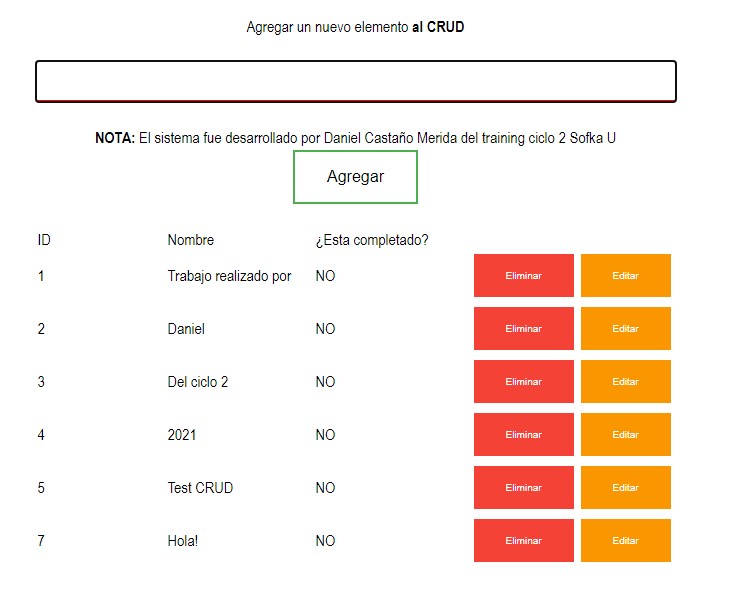 Agregar un nuevo elemento al CRUD
NOTA: El sistema fue desarrollado por Daniel Castaño Merida del training ciclo 2 Sofka U
Agregar
ID Nombre ¿Esta completado?
1 Trabajo realizado por NO Eliminar Editar
2 Daniel NO Eliminar Editar
3 Del ciclo 2 NO Eliminar Editar
4 2021 NO Eliminar Editar
5 Test CRUD NO Eliminar Editar
7 Hola! NO Eliminar Editar